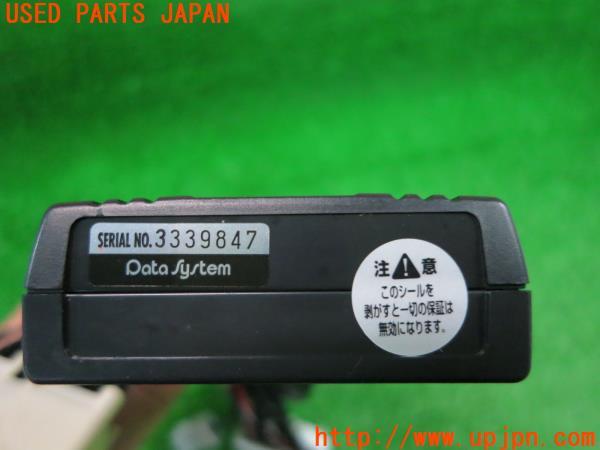 USED PARTS JAPAN
SERIAL NO. 3339847
Data System
注意
このシールを
剥がすと一切の保証は
無効になります。
http://www.upjpn.com